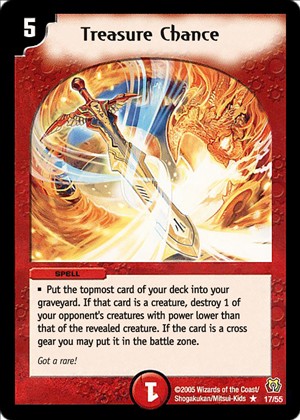 5
Treasure Chance
SPELL
▪ Put the topmost card of your deck into
your graveyard. If that card is a creature, destroy 1 of
your opponent's creatures with power lower than
that of the revealed creature. If the card is a cross
gear you may put it in the battle zone.
Got a rare!
1
©2005 Wizards of the Coast/
Shogakukan/Mitsui-Kids ★ 17/55